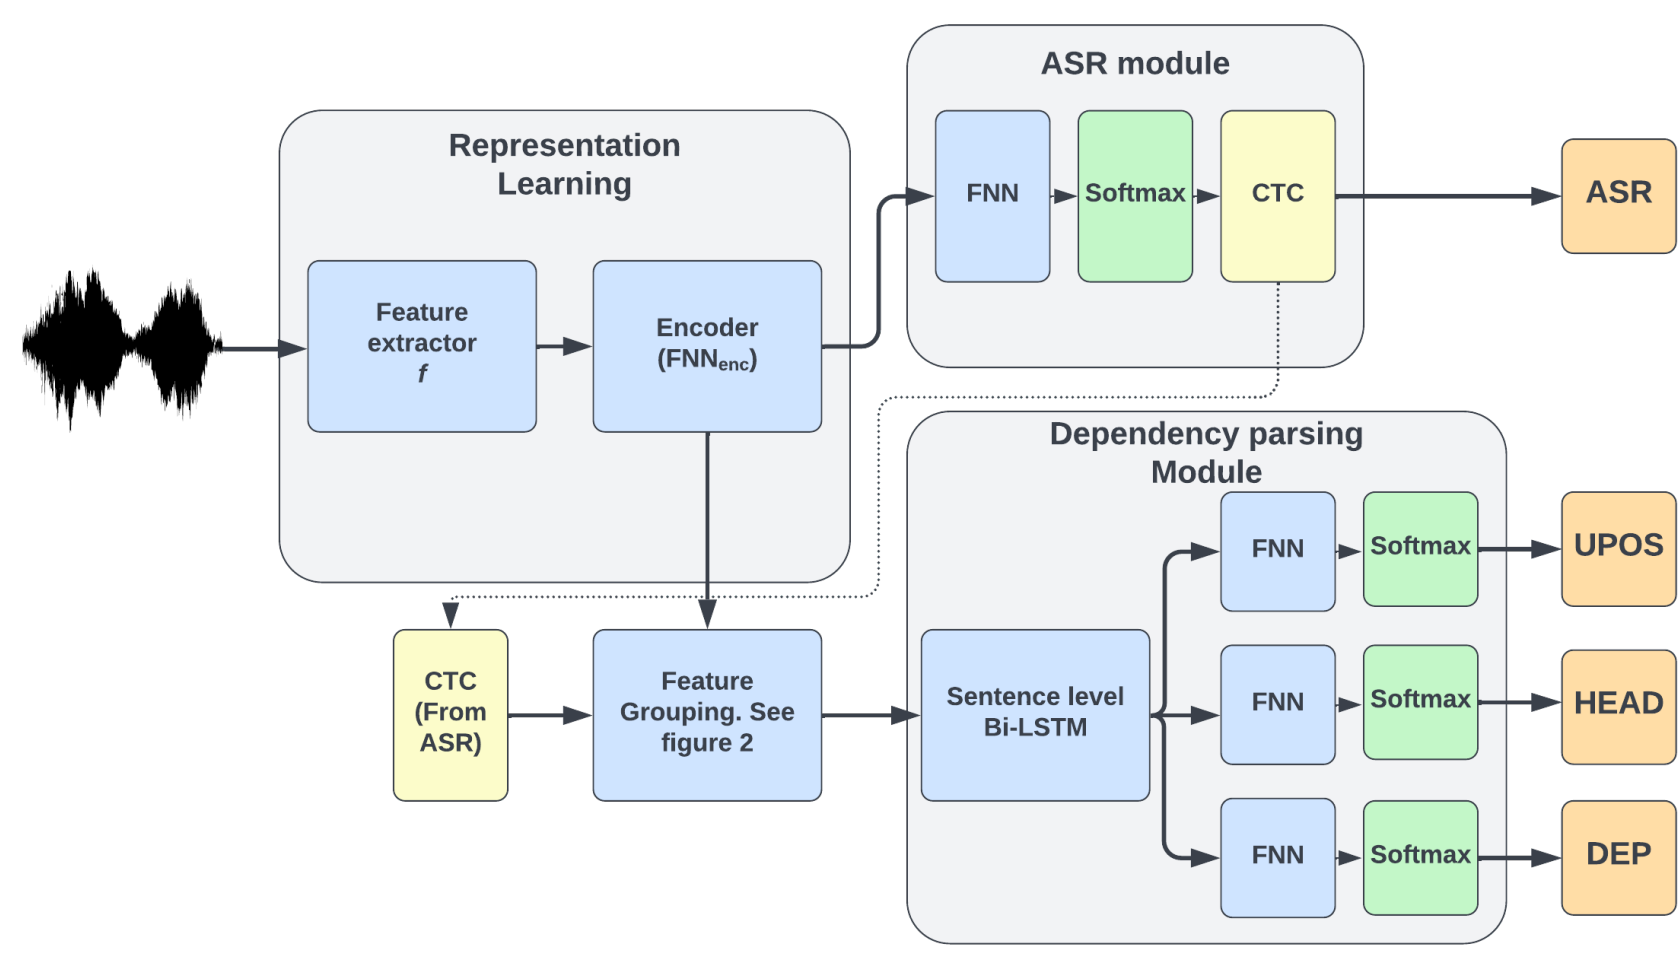 ASR module
FNN
Softmax
CTC
ASR
Representation
Learning
Feature
extractor
f
Encoder
(FNNenc)
Dependency parsing
Module
CTC
(From
ASR)
Feature
Grouping. See
figure 2
Sentence level
Bi-LSTM
FNN
Softmax
UPOS
FNN
Softmax
HEAD
FNN
Softmax
DEP